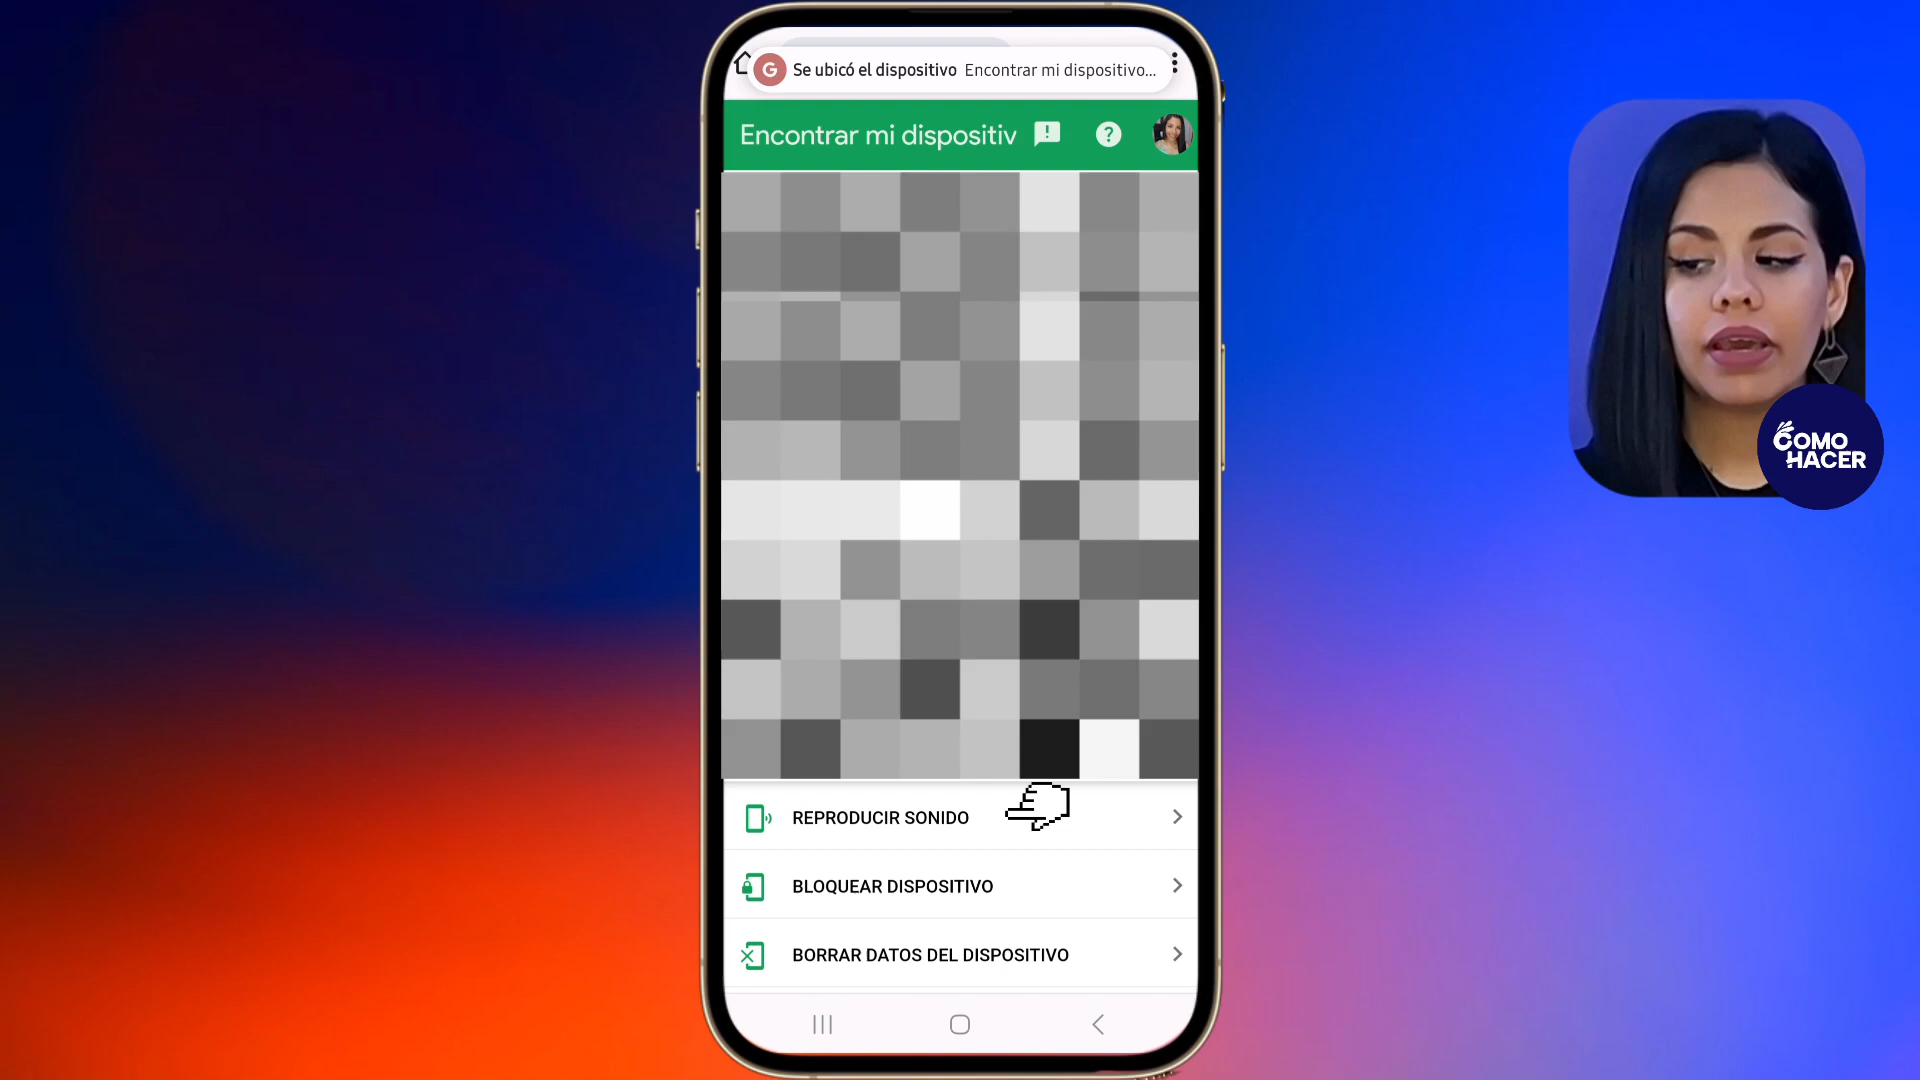 G Se ubicó el dispositivo Encontrar mi dispositivo...
Encontrar mi dispositiv
REPRODUCIR SONIDO
BLOQUEAR DISPOSITIVO
BORRAR DATOS DEL DISPOSITIVO
COMO
HACER